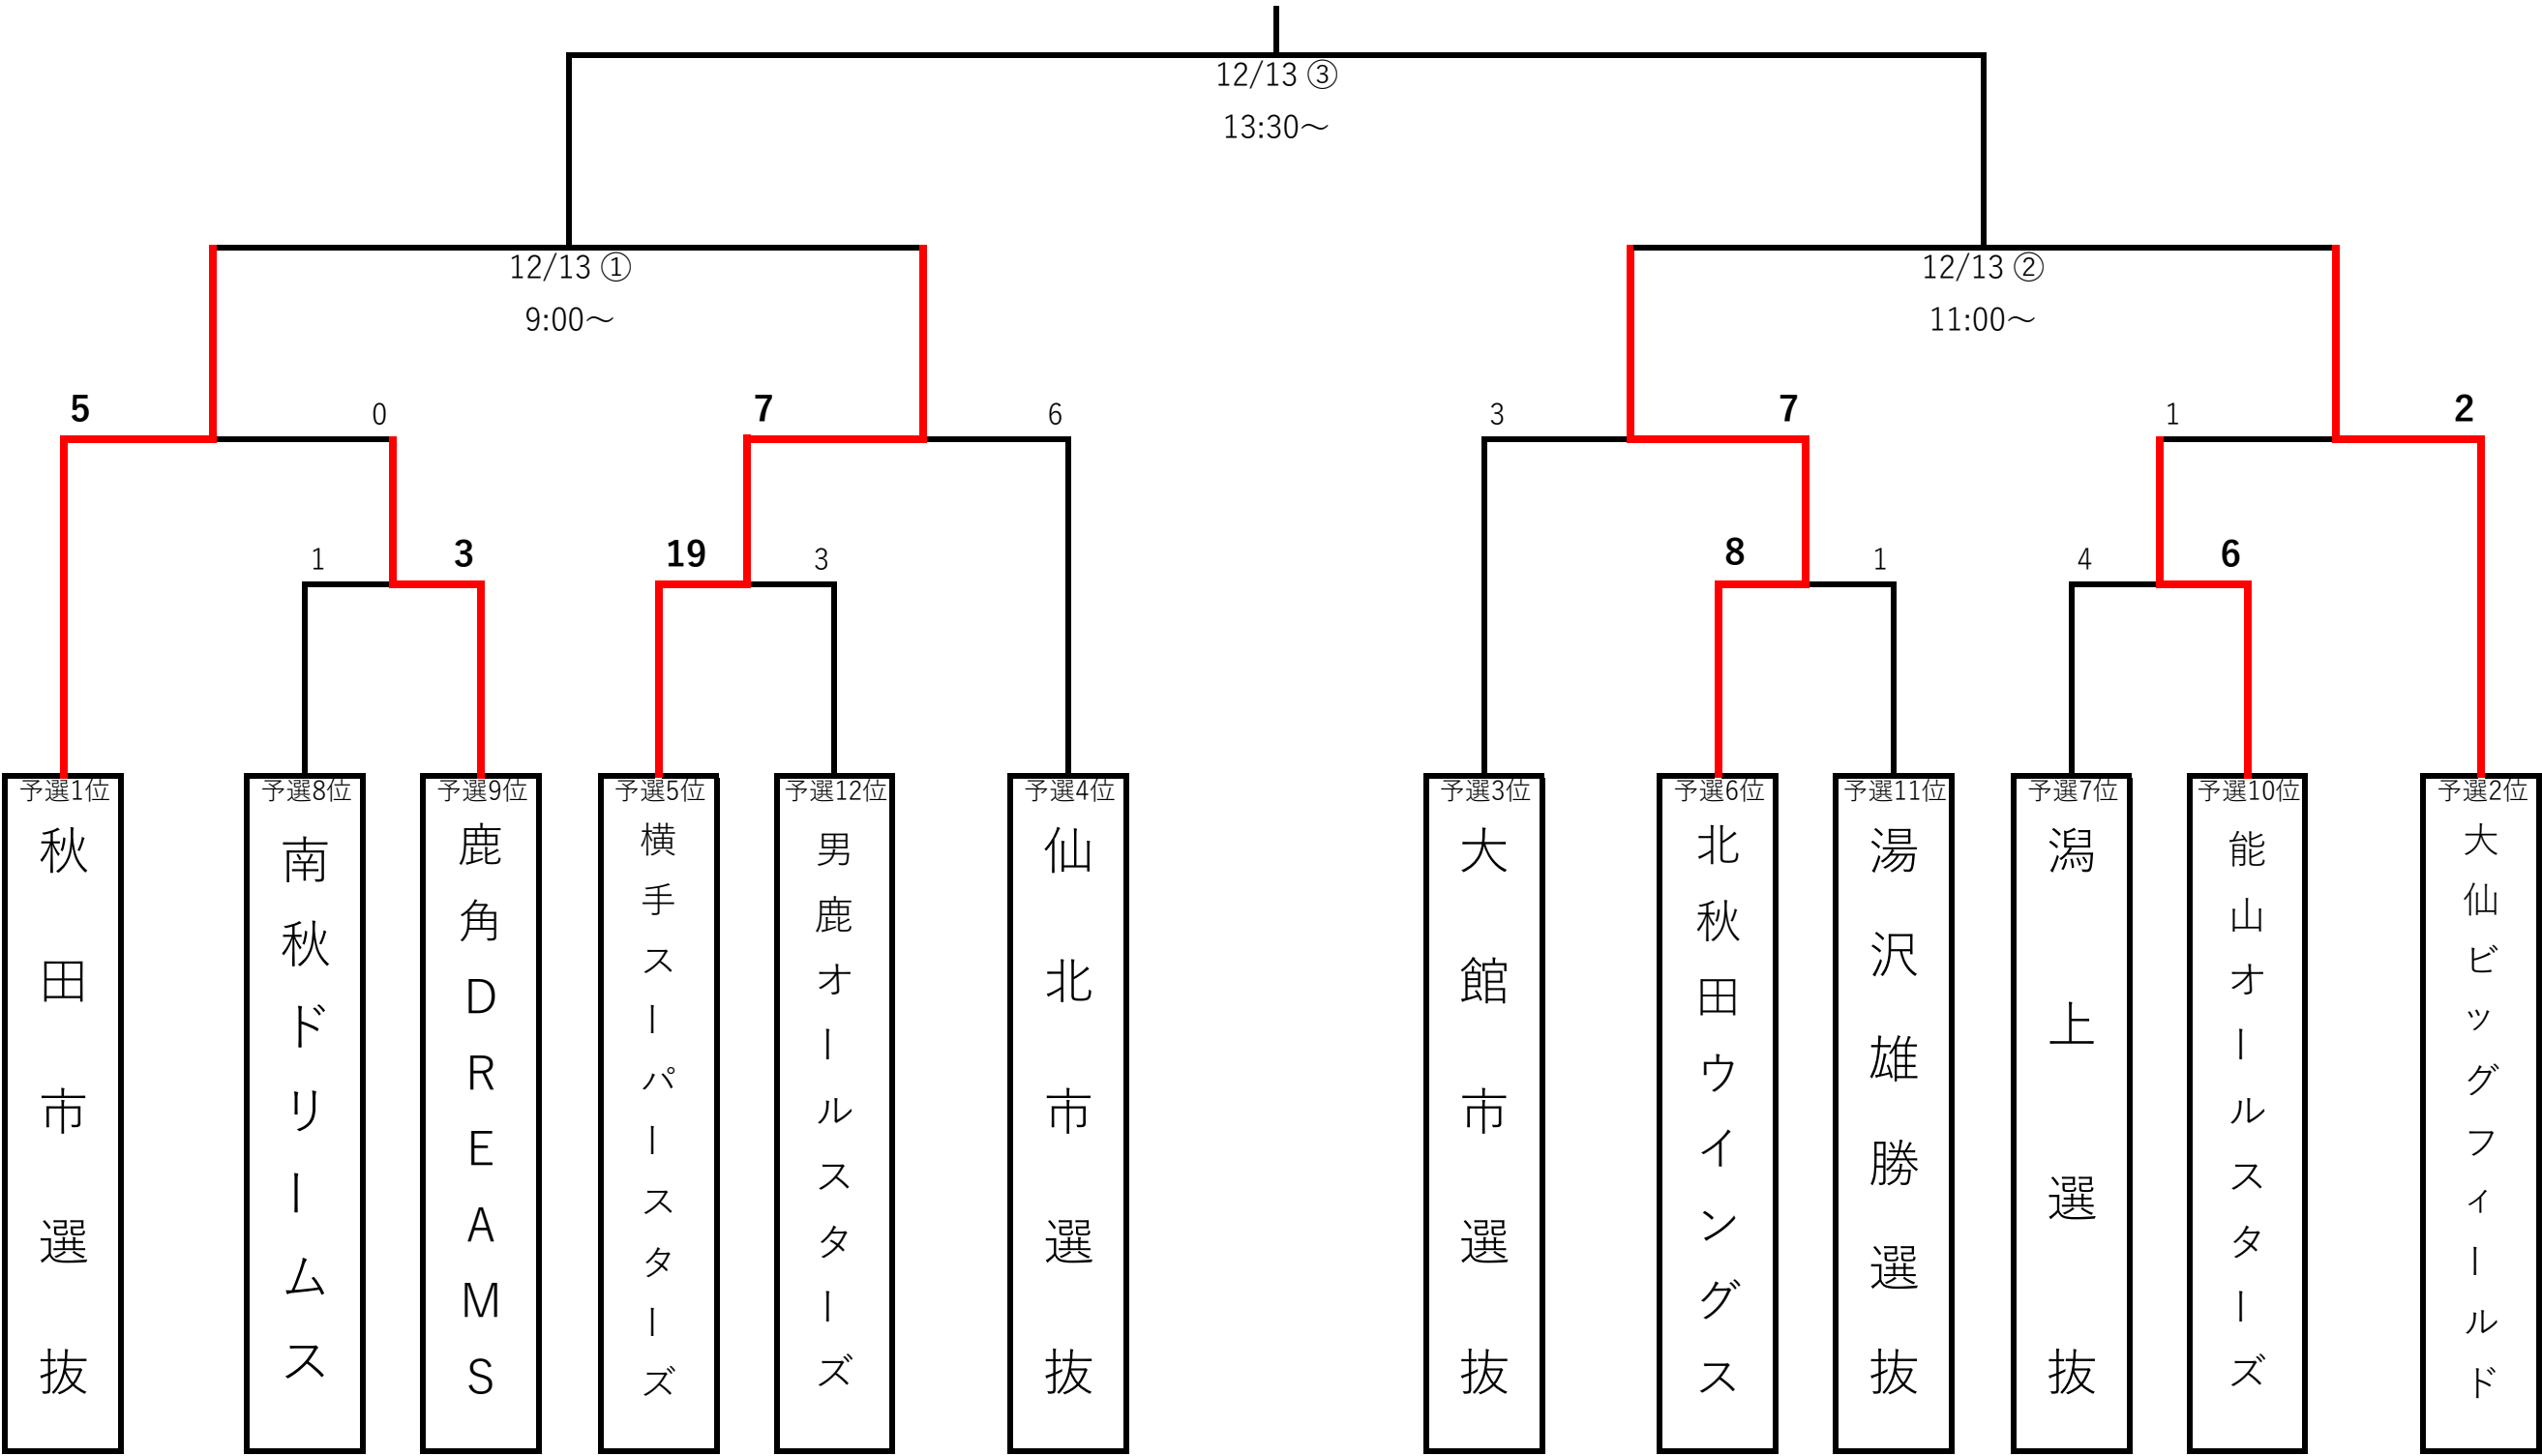 12/13 ③
13:30～
12/13 ①
9:00～
12/13 ②
11:00～
5
0
7
6
3
7
1
2
1
3
19
3
8
1
4
6
予選1位
秋田市選抜
予選8位
南秋ドリームス
予選9位
鹿角DREAMS
予選5位
横手スーパースターズ
予選12位
男鹿オールスターズ
予選4位
仙北市選抜
予選3位
大館市選抜
予選6位
北秋田ウイングス
予選11位
湯沢雄勝選抜
予選7位
潟上選抜
予選10位
能山オールスターズ
予選2位
大仙ビッグフィールド